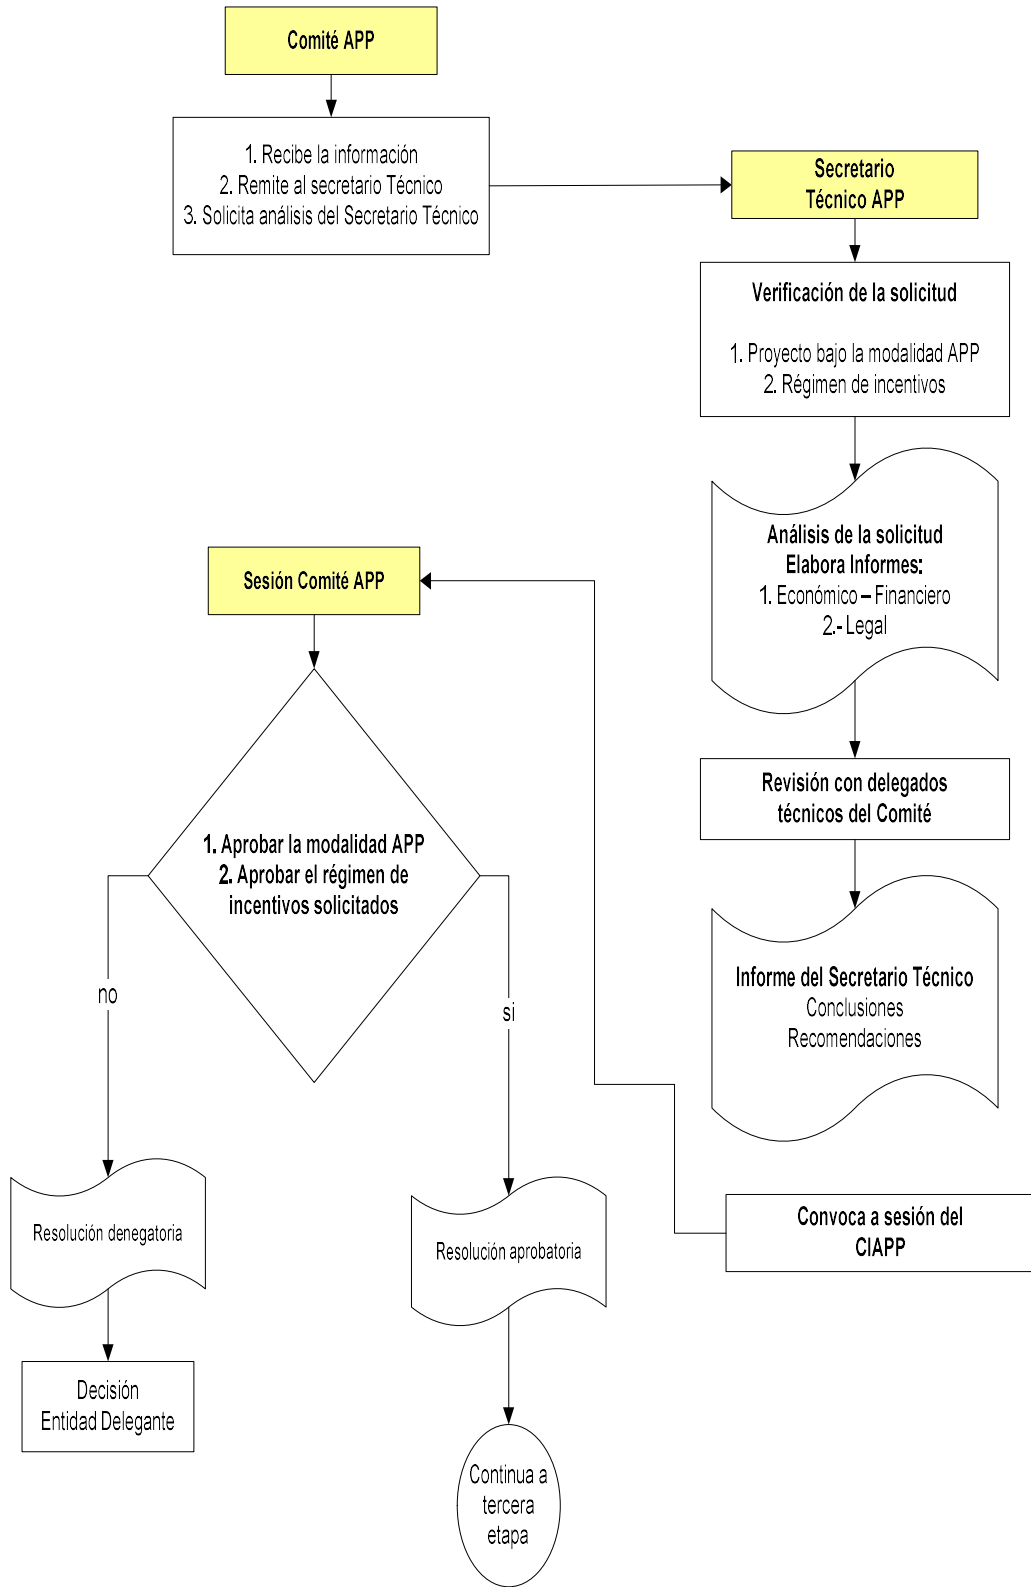 Comité APP
1. Recibe la información
2. Remite al secretario Técnico
3. Solicita análisis del Secretario Técnico
Secretario
Técnico APP
Verificación de la solicitud
1. Proyecto bajo la modalidad APP
2. Régimen de incentivos
Análisis de la solicitud
Elabora Informes:
1. Económico – Financiero
2.- Legal
Revisión con delegados
técnicos del Comité
Informe del Secretario Técnico
Conclusiones
Recomendaciones
Convoca a sesión del
CIAPP
Sesión Comité APP
1. Aprobar la modalidad APP
2. Aprobar el régimen de
incentivos solicitados
no
si
Resolución denegatoria
Decisión
Entidad Delegante
Resolución aprobatoria
Continua a
tercera
etapa